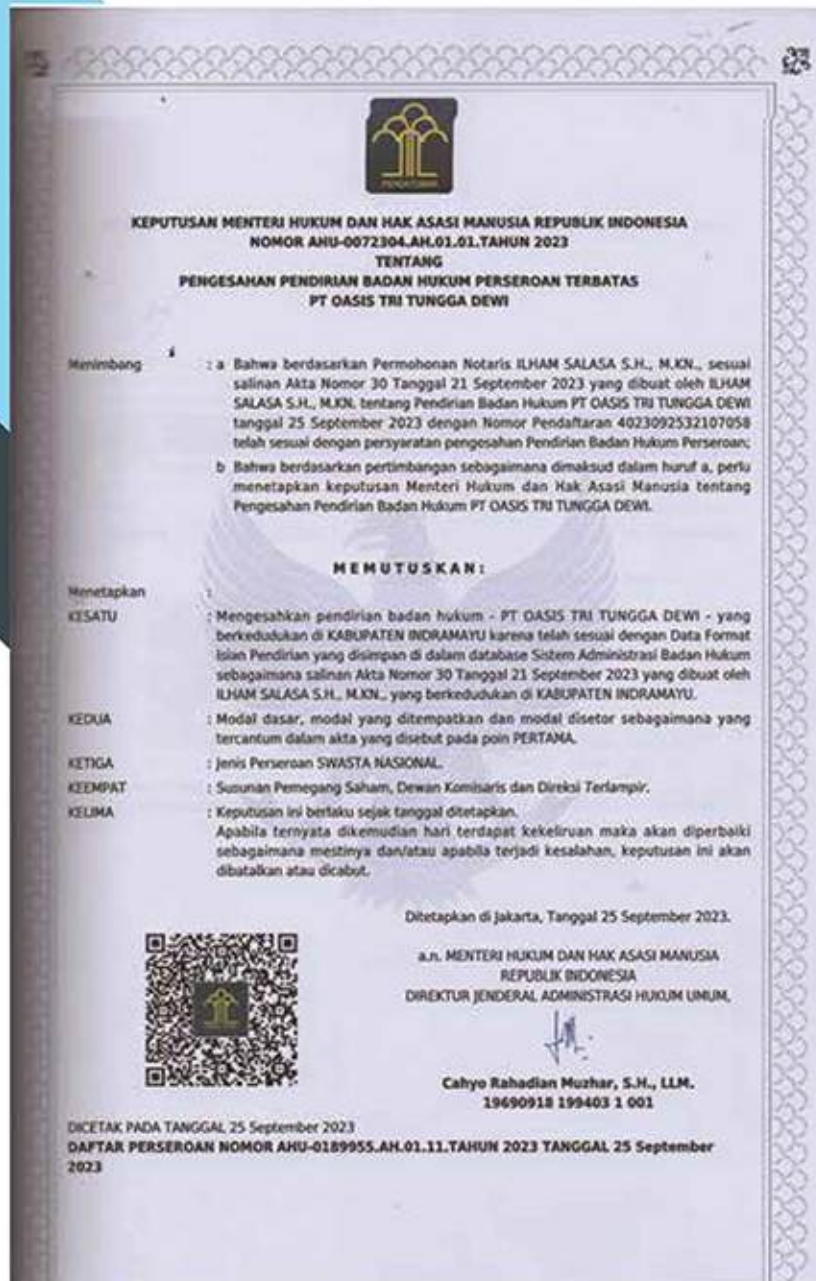 PENGAYOMAN
KEPUTUSAN MENTERI HUKUM DAN HAK ASASI MANUSIA REPUBLIK INDONESIA
NOMOR AHU-0072304.AH.01.01.TAHUN 2023
TENTANG
PENGESAHAN PENDIRIAN BADAN HUKUM PERSEROAN TERBATAS
PT OASIS TRI TUNGGA DEWI
Menimbang : a Bahwa berdasarkan Permohonan Notaris ILHAM SALASA S.H., M.KN., sesuai
salinan Akta Nomor 30 Tanggal 21 September 2023 yang dibuat oleh ILHAM
SALASA S.H., M.KN. tentang Pendirian Badan Hukum PT OASIS TRI TUNGGA DEWI
tanggal 25 September 2023 dengan Nomor Pendaftaran 4023092532107058
telah sesuai dengan persyaratan pengesahan Pendirian Badan Hukum Perseroan;
b Bahwa berdasarkan pertimbangan sebagaimana dimaksud dalam huruf a, perlu
menetapkan keputusan Menteri Hukum dan Hak Asasi Manusia tentang
Pengesahan Pendirian Badan Hukum PT OASIS TRI TUNGGA DEWI.
MEMUTUSKAN:
Menetapkan :
KESATU : Mengesahkan pendirian badan hukum - PT OASIS TRI TUNGGA DEWI - yang
berkedudukan di KABUPATEN INDRAMAYU karena telah sesuai dengan Data Format
Isian Pendirian yang disimpan di dalam database Sistem Administrasi Badan Hukum
sebagaimana salinan Akta Nomor 30 Tanggal 21 September 2023 yang dibuat oleh
ILHAM SALASA S.H., M.KN., yang berkedudukan di KABUPATEN INDRAMAYU.
KEDUA : Modal dasar, modal yang ditempatkan dan modal disetor sebagaimana yang
tercantum dalam akta yang disebut pada poin PERTAMA.
KETIGA : Jenis Perseroan SWASTA NASIONAL.
KEEMPAT : Susunan Pemegang Saham, Dewan Komisaris dan Direksi Terlampir.
KELIMA : Keputusan ini berlaku sejak tanggal ditetapkan.
Apabila ternyata dikemudian hari terdapat kekeliruan maka akan diperbaiki
sebagaimana mestinya dan/atau apabila terjadi kesalahan, keputusan ini akan
dibatalkan atau dicabut.
Ditetapkan di Jakarta, Tanggal 25 September 2023.
a.n. MENTERI HUKUM DAN HAK ASASI MANUSIA
REPUBLIK INDONESIA
DIREKTUR JENDERAL ADMINISTRASI HUKUM UMUM,
Cahyo Rahadian Muzhar, S.H., LLM.
19690918 199403 1 001
DICETAK PADA TANGGAL 25 September 2023
DAFTAR PERSEROAN NOMOR AHU-0189955.AH.01.11.TAHUN 2023 TANGGAL 25 September
2023